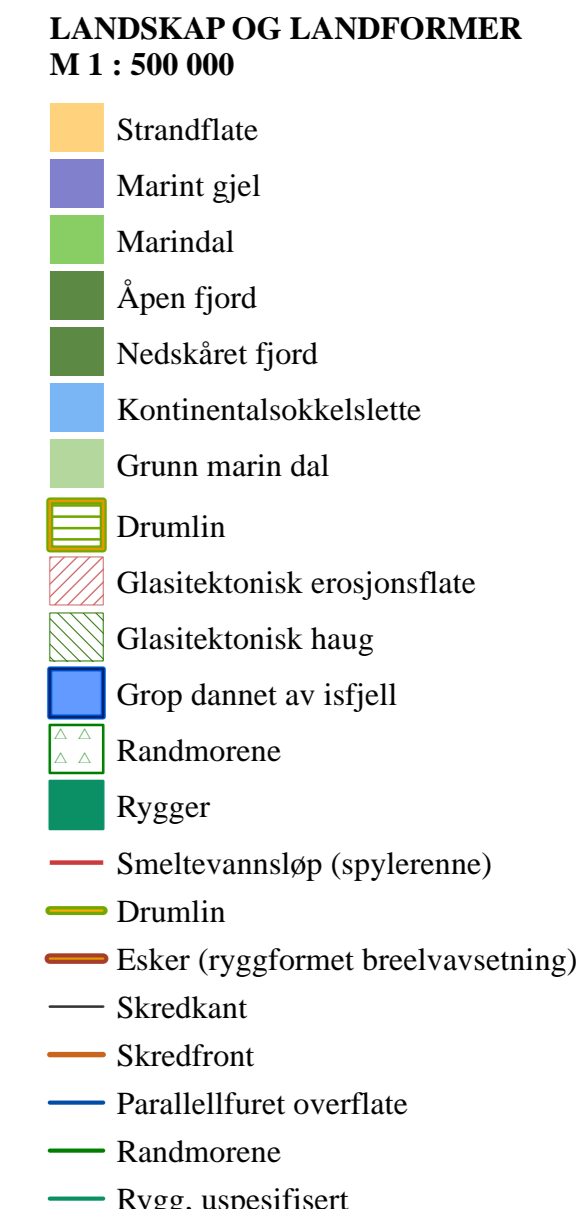 LANDSKAP OG LANDFORMER
M 1 : 500 000
Strandflate
Marint gjel
Marindal
Åpen fjord
Nedskåret fjord
Kontinentalsokkelslette
Grunn marin dal
Drumlin
Glasitektonisk erosjonsflate
Glasitektonisk haug
Grop dannet av isfjell
Randmorene
Rygger
Smeltevannsløp (spylerenne)
Drumlin
Esker (ryggformet breelvavsetning)
Skredkant
Skredfront
Parallellfuret overflate
Randmorene
Rygg, uspesifisert